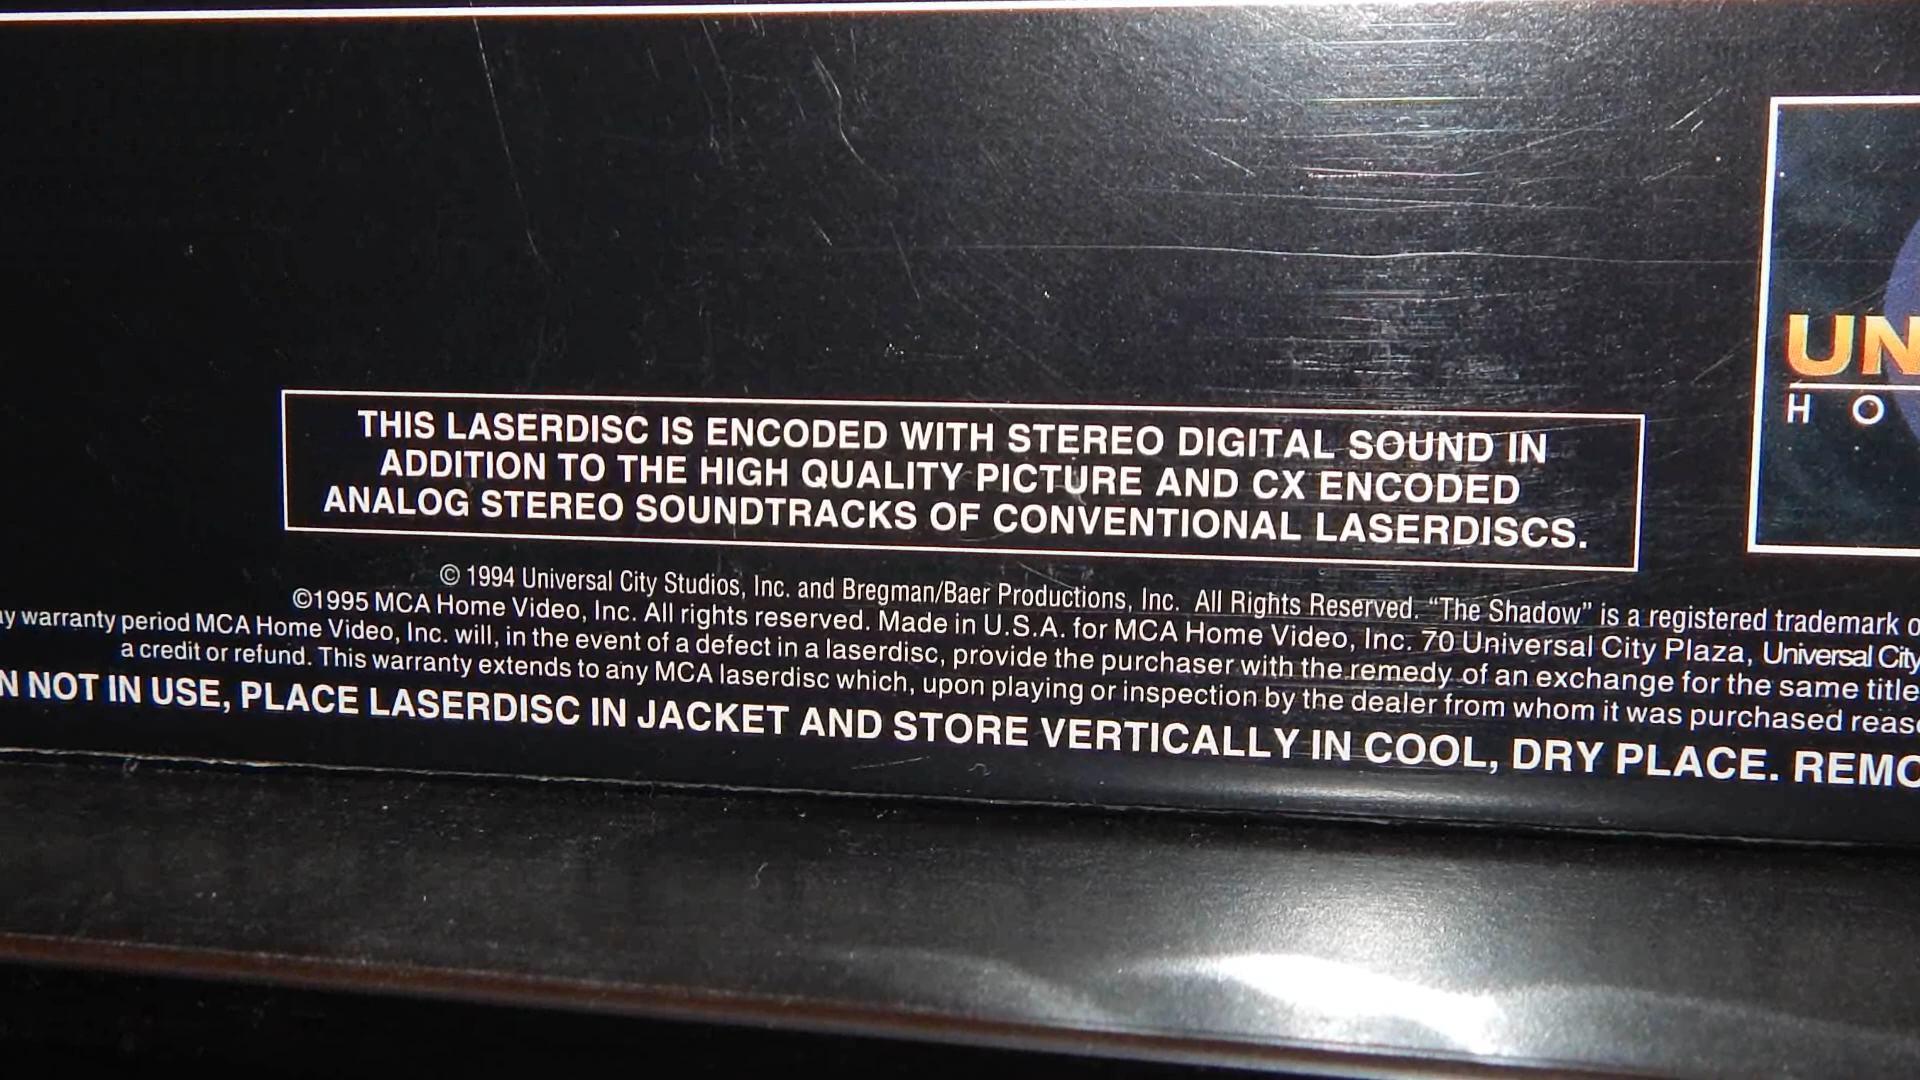 THIS LASERDISC IS ENCODED WITH STEREO DIGITAL SOUND IN
ADDITION TO THE HIGH QUALITY PICTURE AND CX ENCODED
ANALOG STEREO SOUNDTRACKS OF CONVENTIONAL LASERDISCS.
UN
HO
© 1994 Universal City Studios, Inc. and Bregman/Baer Productions, Inc. All Rights Reserved. “The Shadow” is a registered trademark o
©1995 MCA Home Video, Inc. All rights reserved. Made in U.S.A. for MCA Home Video, Inc. 70 Universal City Plaza, Universal City
ay warranty period MCA Home Video, Inc. will, in the event of a defect in a laserdisc, provide the purchaser with the remedy of an exchange for the same title
a credit or refund. This warranty extends to any MCA laserdisc which, upon playing or inspection by the dealer from whom it was purchased reas
N NOT IN USE, PLACE LASERDISC IN JACKET AND STORE VERTICALLY IN COOL, DRY PLACE. REMO